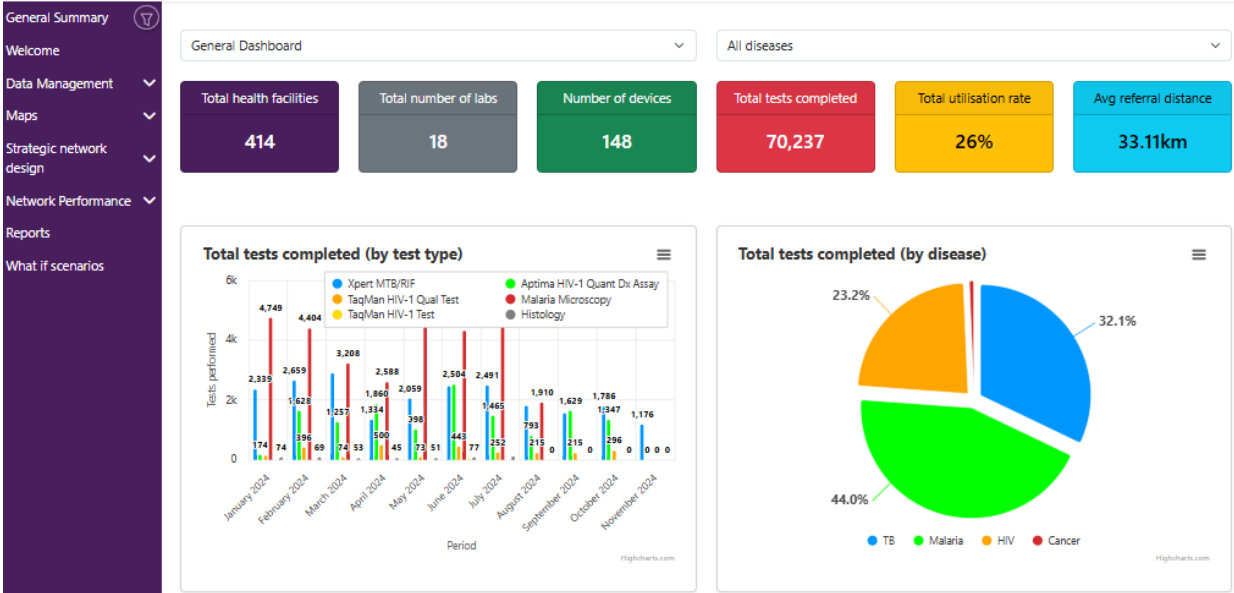 General Summary
Welcome
Data Management
Maps
Strategic network
design
Network Performance
Reports
What if scenarios
General Dashboard
All diseases
Total health facilities
414
Total number of labs
18
Number of devices
148
Total tests completed
70,237
Total utilisation rate
26%
Avg referral distance
33.11km
Total tests completed (by test type)
Xpert MTB/RIF
TaqMan HIV-1 Qual Test
TaqMan HIV-1 Test
Aptima HIV-1 Quant Dx Assay
Malaria Microscopy
Histology
Tests performed
6k
4k
2k
0
2,339 174 4,749 74
2,659 1,628 396 4,404 69
1,257 74 3,208 53
1,334 1,860 500 2,588 45
2,059 398 73 51
2,504 443 77
2,491 1,465 252
793 215 1,910 0
1,629 215 0
1,786 1,347 296 0
1,176 0 0 0
January 2024
February 2024
March 2024
April 2024
May 2024
June 2024
July 2024
August 2024
September 2024
October 2024
November 2024
Period
Highcharts.com
Total tests completed (by disease)
23.2%
32.1%
44.0%
TB
Malaria
HIV
Cancer
Highcharts.com